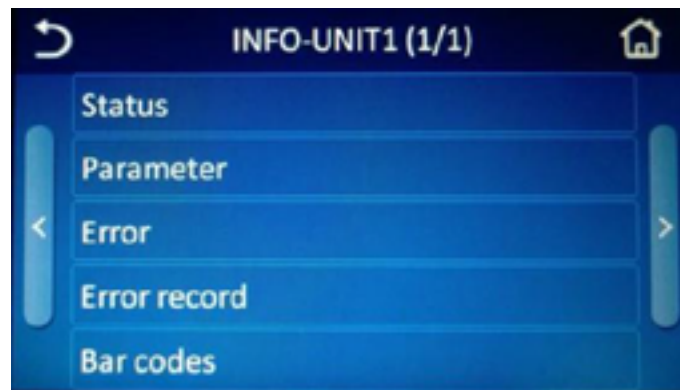 INFO-UNIT1 (1/1)
Status
Parameter
<
Error
>
Error record
Bar codes